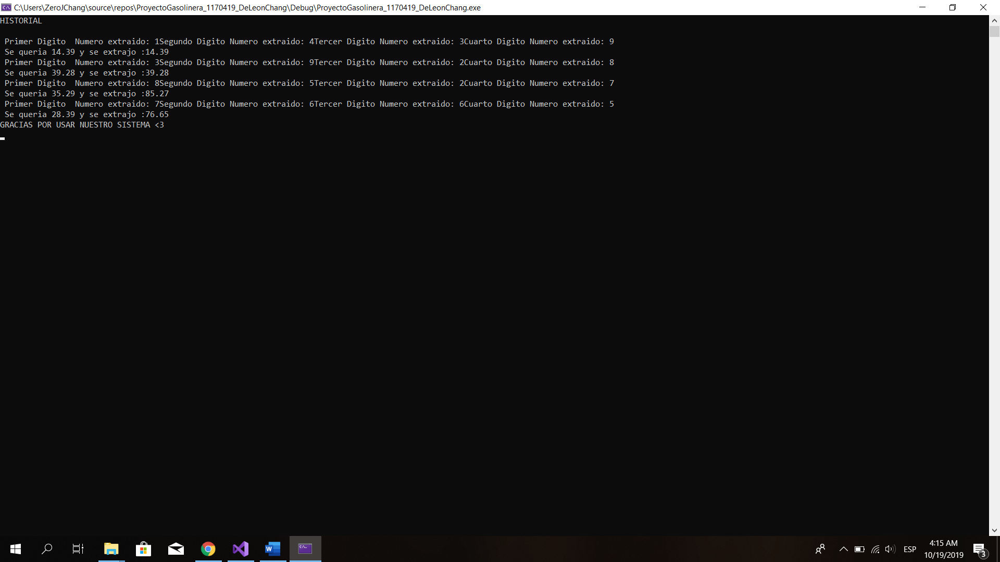 C:\Users\ZeroJChang\source\repos\ProyectoGasolinera_1170419_DeLeonChang\Debug\ProyectoGasolinera_1170419_DeLeonChang.exe
HISTORIAL
Primer Digito  Numero extraido: 1Segundo Digito Numero extraido: 4Tercer Digito Numero extraido: 3Cuarto Digito Numero extraido: 9
Se queria 14.39 y se extrajo :14.39
Primer Digito  Numero extraido: 3Segundo Digito Numero extraido: 9Tercer Digito Numero extraido: 2Cuarto Digito Numero extraido: 8
Se queria 39.28 y se extrajo :39.28
Primer Digito  Numero extraido: 8Segundo Digito Numero extraido: 5Tercer Digito Numero extraido: 2Cuarto Digito Numero extraido: 7
Se queria 35.29 y se extrajo :85.27
Primer Digito  Numero extraido: 7Segundo Digito Numero extraido: 6Tercer Digito Numero extraido: 6Cuarto Digito Numero extraido: 5
Se queria 28.39 y se extrajo :76.65
GRACIAS POR USAR NUESTRO SISTEMA <3
ESP
4:15 AM
10/19/2019
3